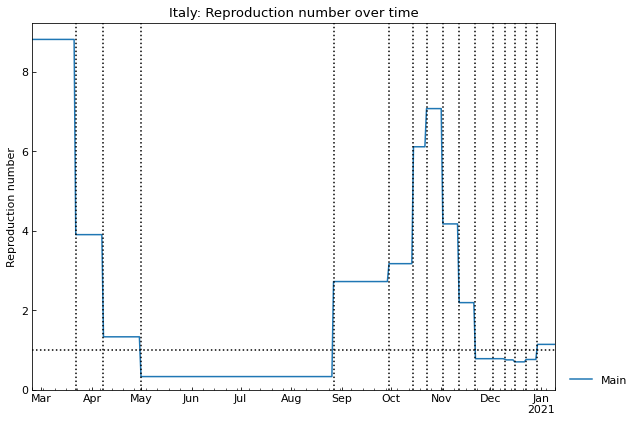 Italy: Reproduction number over time
Reproduction number
8
6
4
2
0
Mar Apr May Jun Jul Aug Sep Oct Nov Dec Jan
2021
Main